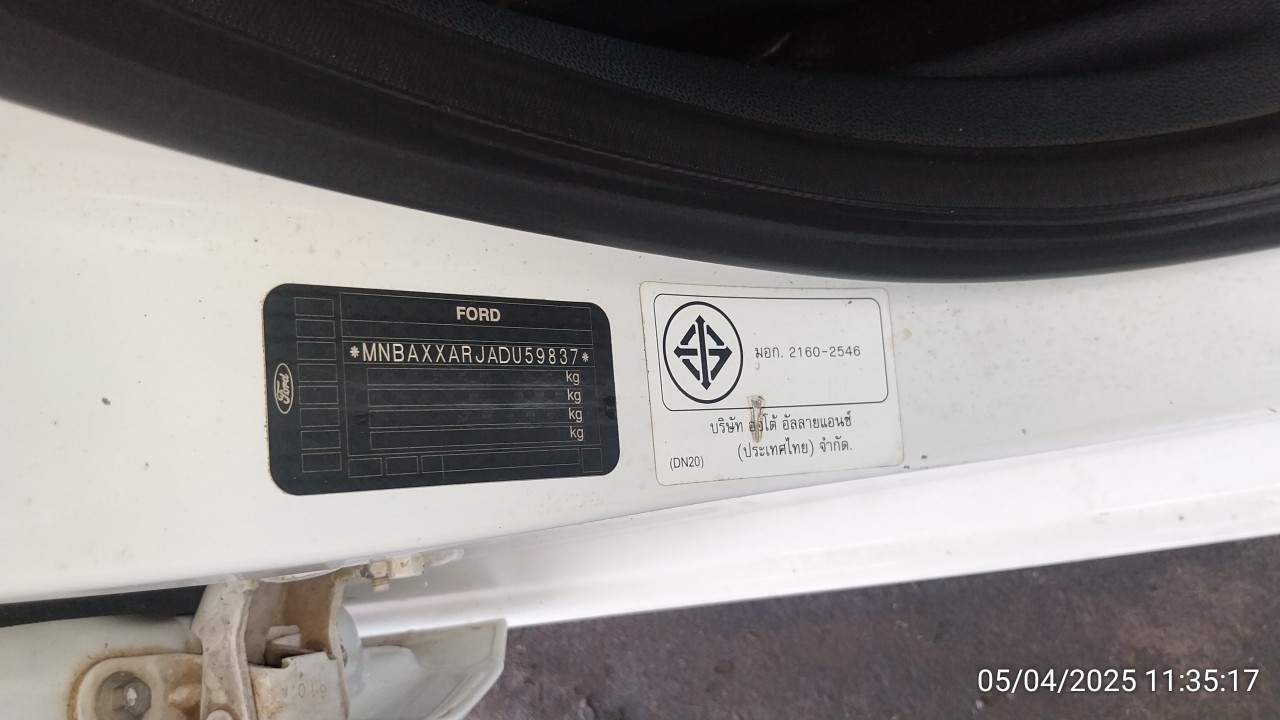 FORD
*MNBAXXARJADU59837*
kg
kg
kg
kg
Ford
มอก. 2160-2546
บริษัท ออโต้ อัลลายแอนซ์
(ประเทศไทย) จำกัด.
(DN20)
05/04/2025 11:35:17